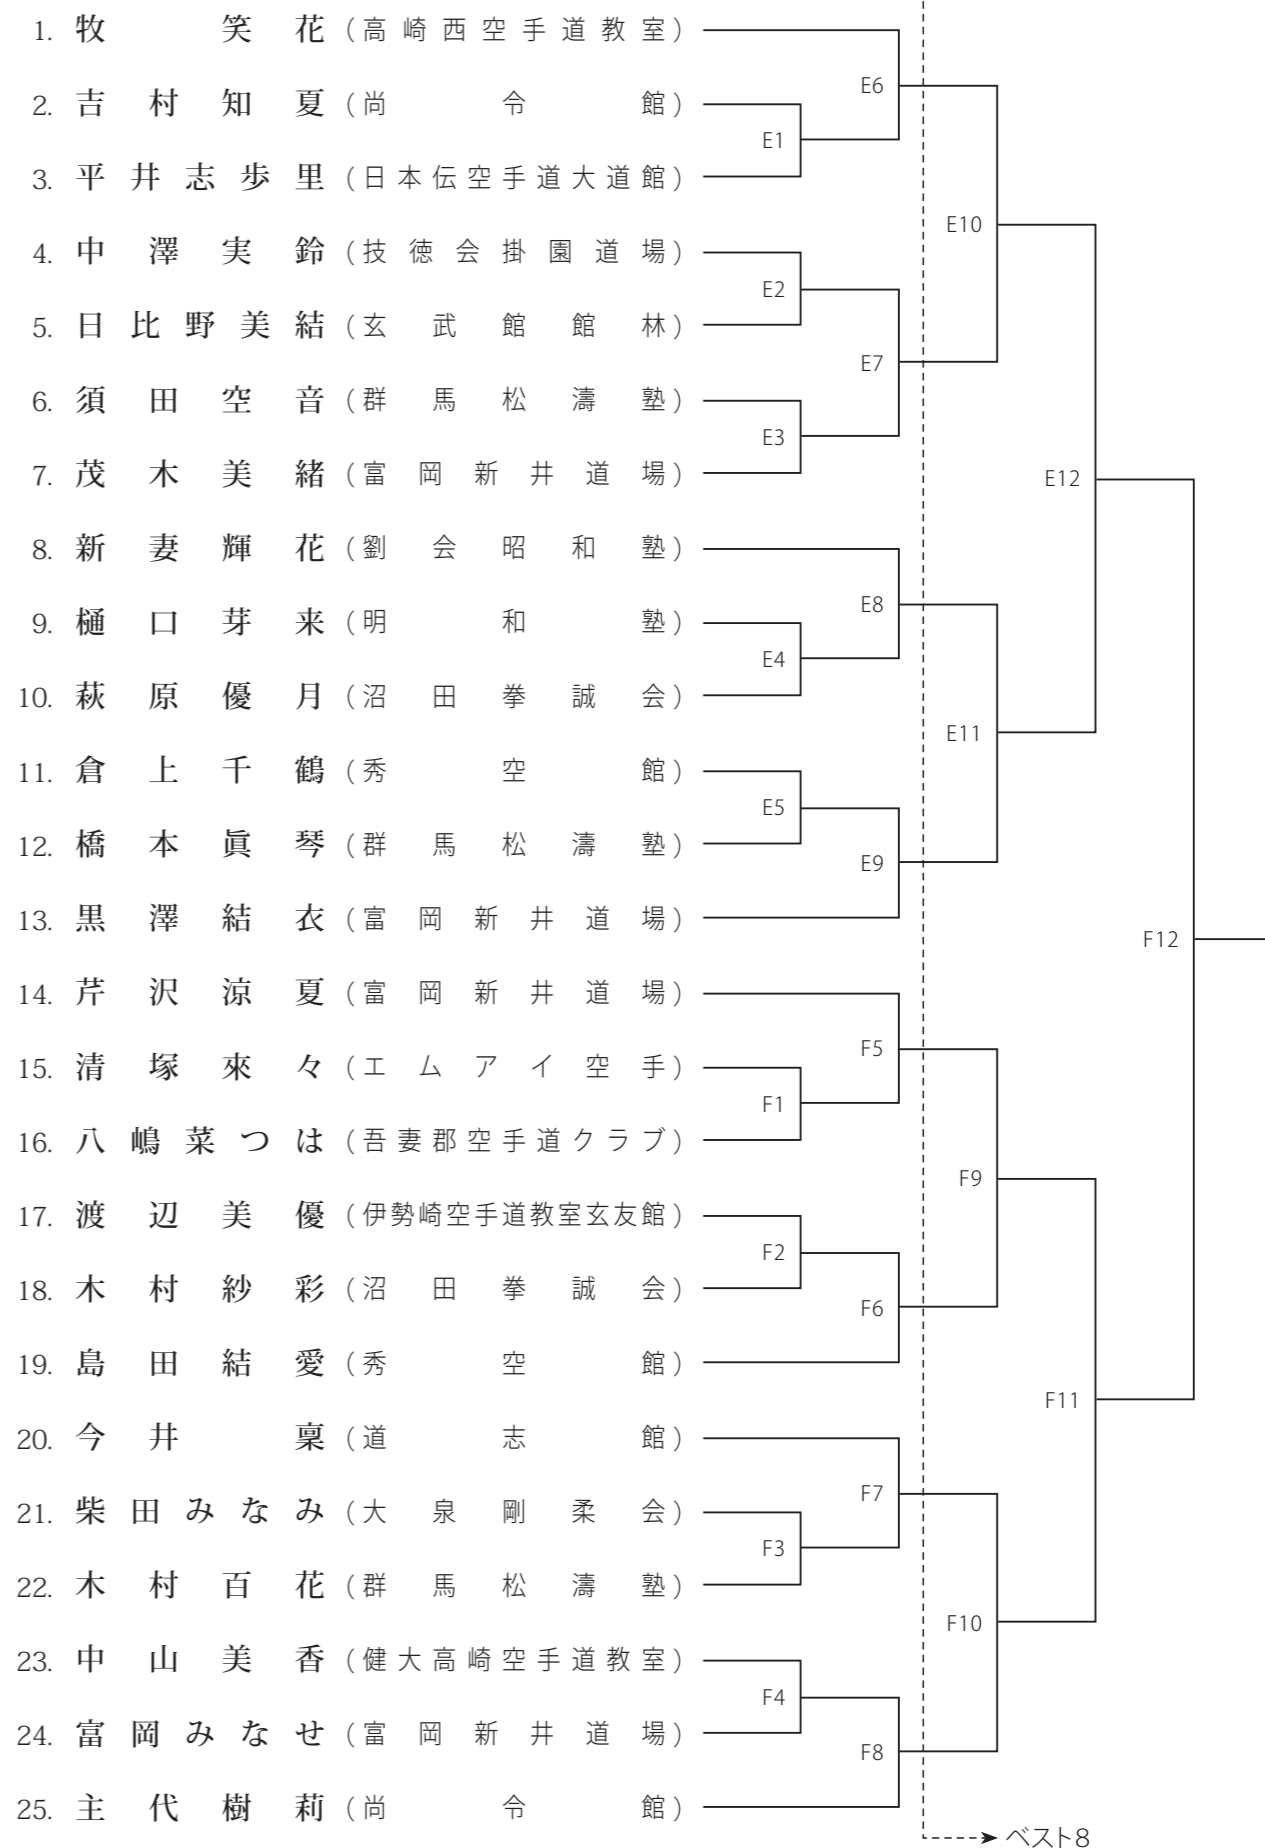 1. 牧笑花 (高崎西空手道教室)
E6
2. 吉村知夏 (尚令館)
E1
3. 平井志歩里 (日本伝空手道大道館)
E10
4. 中澤実鈴 (技徳会掛園道場)
E2
5. 日比野美結 (玄武館館林)
E7
6. 須田空音 (群馬松濤塾)
E3
7. 茂木美緒 (富岡新井道場)
E12
8. 新妻輝花 (劉会昭和塾)
E8
9. 樋口芽来 (明和塾)
E4
10. 萩原優月 (沼田拳誠会)
E11
11. 倉上千鶴 (秀空館)
E5
12. 橋本眞琴 (群馬松濤塾)
E9
13. 黒澤結衣 (富岡新井道場)
F12
14. 芹沢涼夏 (富岡新井道場)
F5
15. 清塚來々 (エムアイ空手)
F1
16. 八嶋菜つは (吾妻郡空手道クラブ)
F9
17. 渡辺美優 (伊勢崎空手道教室玄友館)
F2
18. 木村紗彩 (沼田拳誠会)
F6
19. 島田結愛 (秀空館)
F11
20. 今井稟 (道志館)
F7
21. 柴田みなみ (大泉剛柔会)
F3
22. 木村百花 (群馬松濤塾)
F10
23. 中山美香 (健大高崎空手道教室)
F4
24. 富岡みなせ (富岡新井道場)
F8
25. 主代樹莉 (尚令館)
ベスト8